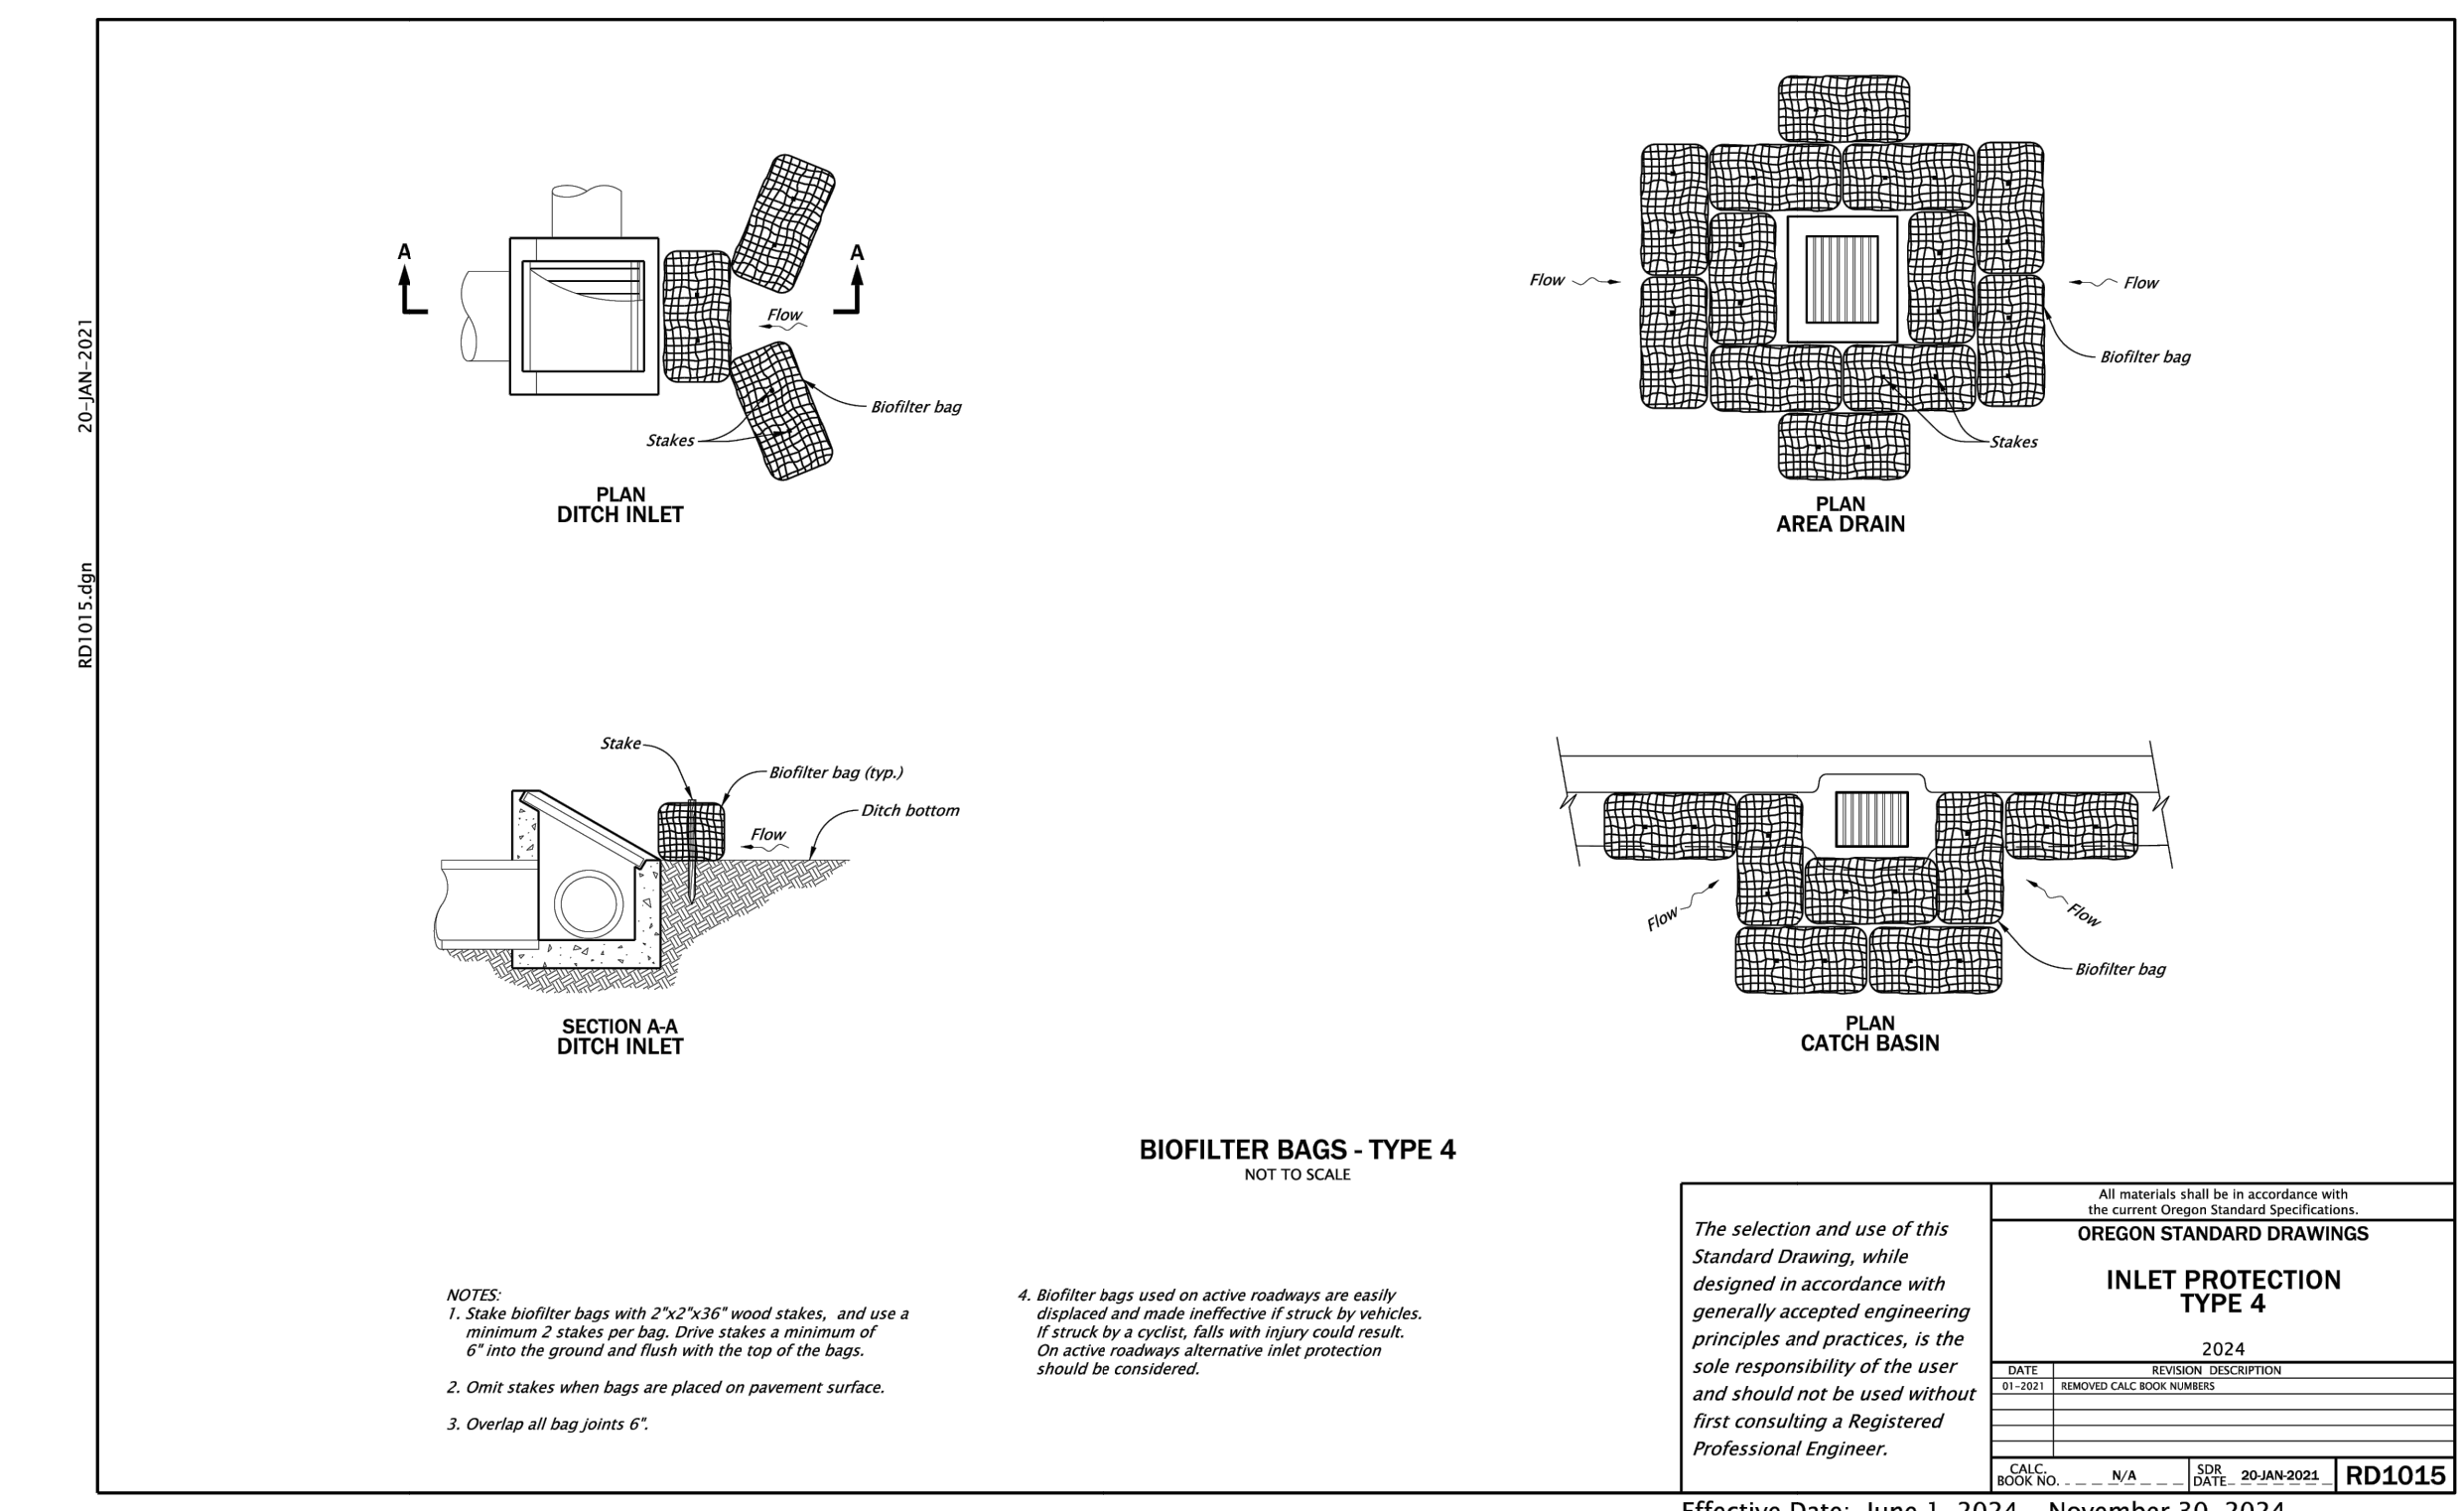 20-JAN-2021
RD1015.dgn
A
A
Flow
Biofilter bag
Stakes
PLAN
DITCH INLET
Flow
Flow
Biofilter bag
Stakes
PLAN
AREA DRAIN
Stake
Biofilter bag (typ.)
Ditch bottom
Flow
SECTION A-A
DITCH INLET
Flow
Flow
Biofilter bag
PLAN
CATCH BASIN
BIOFILTER BAGS - TYPE 4
NOT TO SCALE
NOTES:
1. Stake biofilter bags with 2"x2"x36" wood stakes, and use a
minimum 2 stakes per bag. Drive stakes a minimum of
6" into the ground and flush with the top of the bags.
2. Omit stakes when bags are placed on pavement surface.
3. Overlap all bag joints 6".
4. Biofilter bags used on active roadways are easily
displaced and made ineffective if struck by vehicles.
If struck by a cyclist, falls with injury could result.
On active roadways alternative inlet protection
should be considered.
The selection and use of this
Standard Drawing, while
designed in accordance with
generally accepted engineering
principles and practices, is the
sole responsibility of the user
and should not be used without
first consulting a Registered
Professional Engineer.
All materials shall be in accordance with
the current Oregon Standard Specifications.
OREGON STANDARD DRAWINGS
INLET PROTECTION
TYPE 4
2024
DATE REVISION DESCRIPTION
01-2021 REMOVED CALC BOOK NUMBERS
CALC. BOOK NO. N/A SDR DATE 20-JAN-2021 RD1015
Effective Date: June 1, 2024 - November 30, 2024